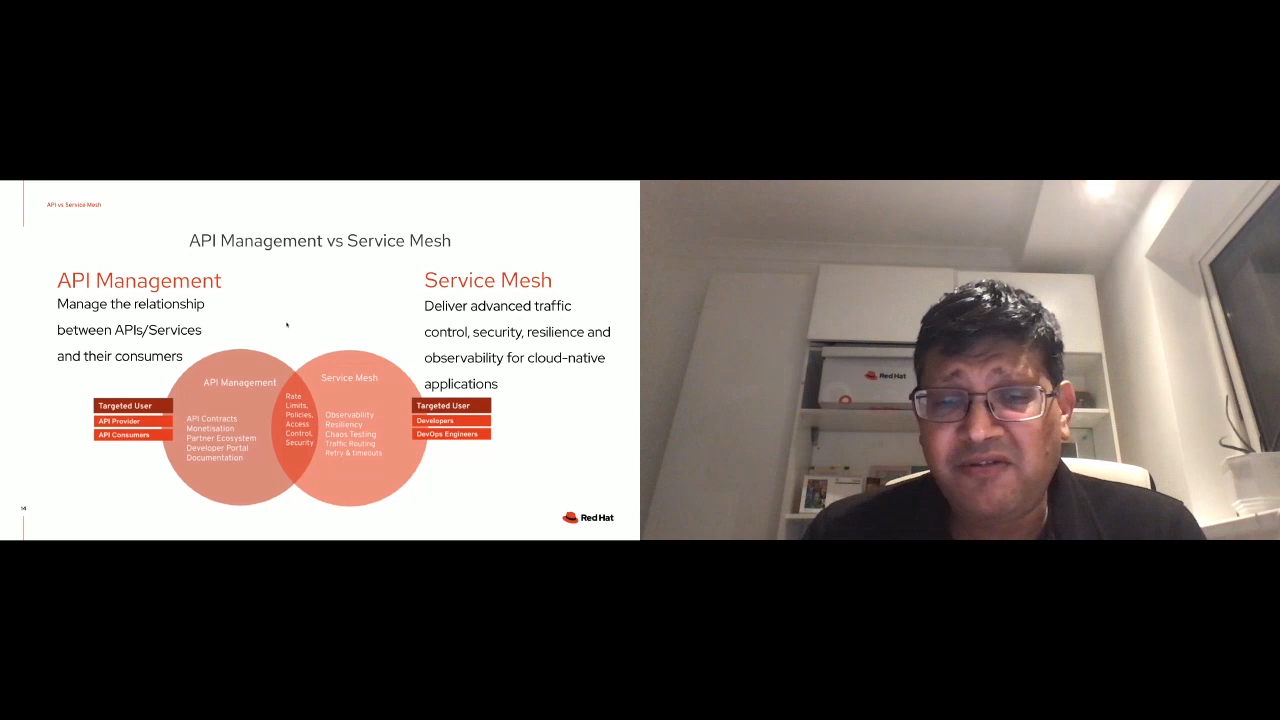 API vs Service Mesh
API Management vs Service Mesh
API Management
Manage the relationship
between APIs/Services
and their consumers
Service Mesh
Deliver advanced traffic
control, security, resilience and
observability for cloud-native
applications
Targeted User
API Provider
API Consumers
API Management
API Contracts
Monetisation
Partner Ecosystem
Developer Portal
Documentation
Rate
Limits,
Policies,
Access
Control,
Security
Service Mesh
Observability
Resiliency
Chaos Testing
Traffic Routing
Retry & timeouts
Targeted User
Developers
DevOps Engineers
14
Red Hat
Red Hat